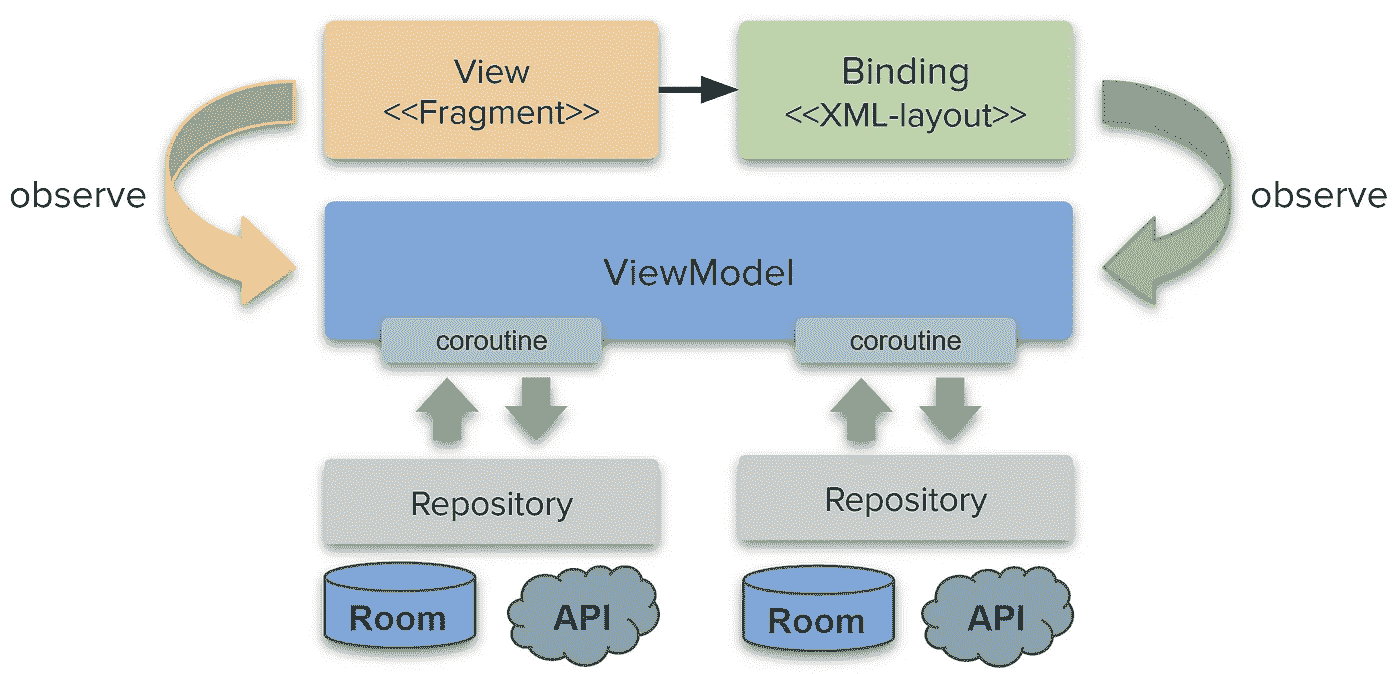 View
<<Fragment>>
Binding
<<XML-layout>>
observe
observe
ViewModel
coroutine
coroutine
Repository
Repository
Room
API
Room
API